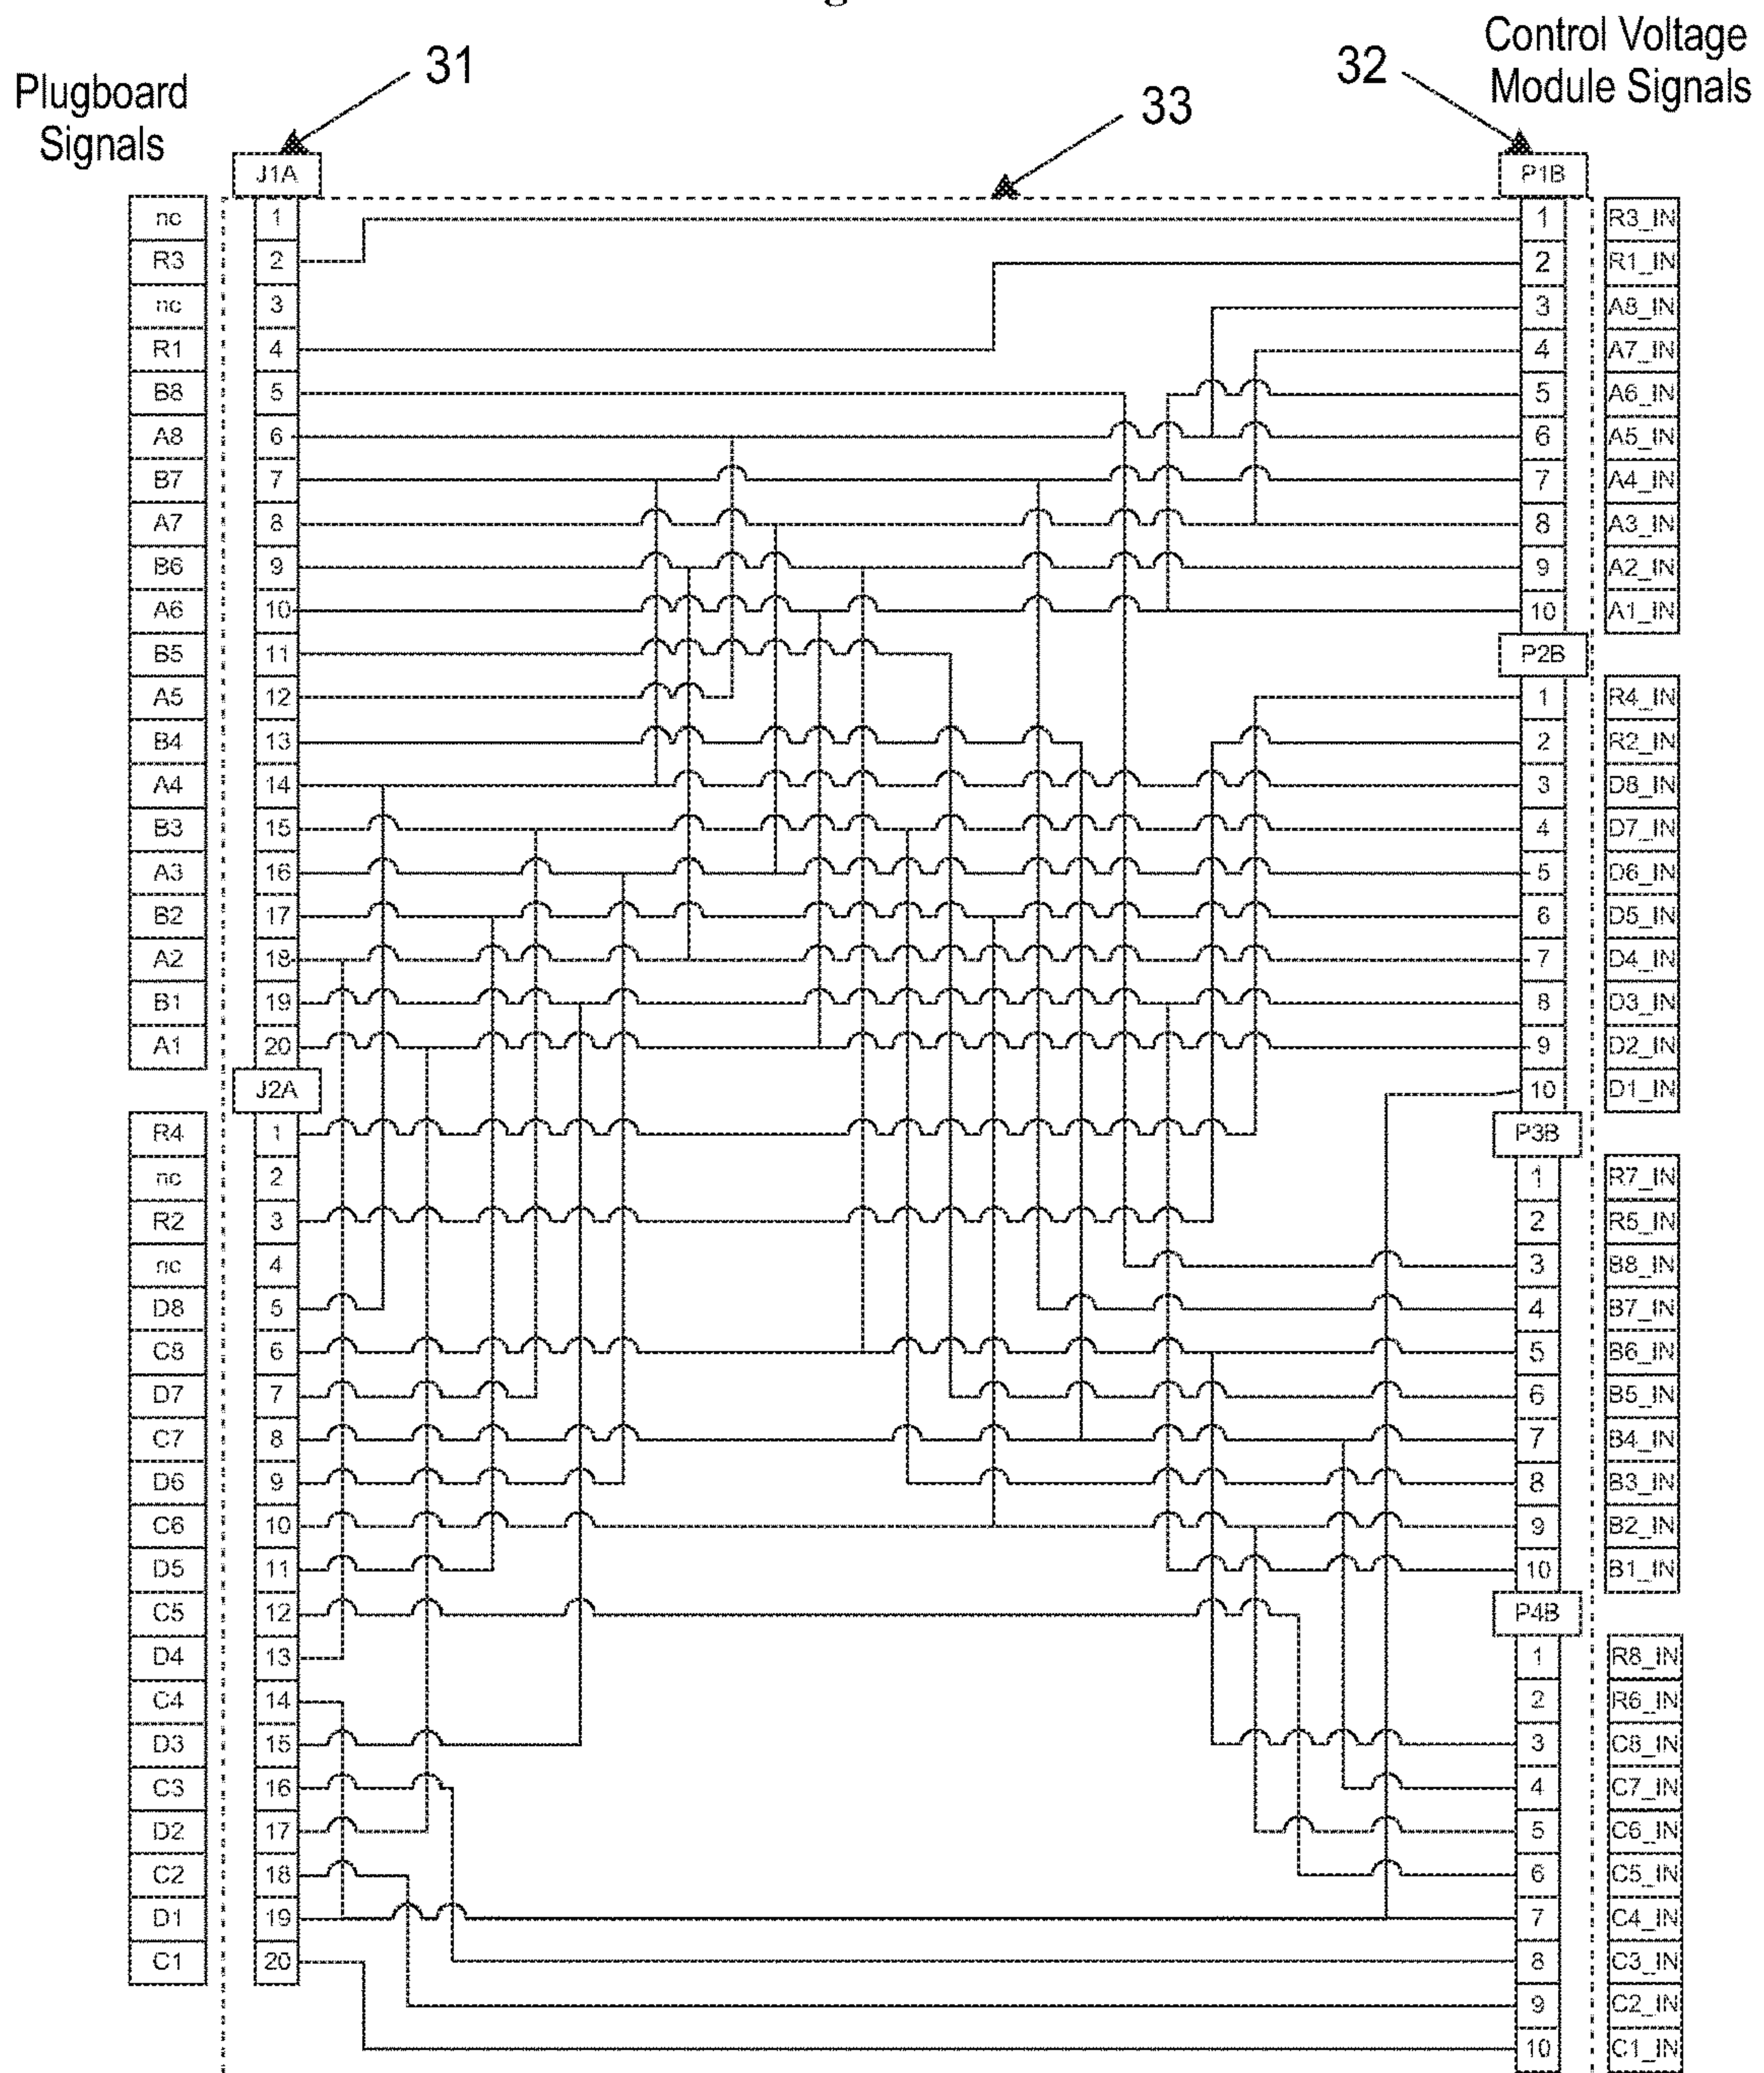 Control Voltage
Module Signals
31
32
33
Plugboard
Signals
J1A
P1B
nc 1 1 R3_IN
R3 2 2 R1_IN
nc 3 3 A8_IN
R1 4 4 A7_IN
B8 5 5 A6_IN
A8 6 6 A5_IN
B7 7 7 A4_IN
A7 8 8 A3_IN
B6 9 9 A2_IN
A6 10 10 A1_IN
B5 11 P2B
A5 12 1 R4_IN
B4 13 2 R2_IN
A4 14 3 D8_IN
B3 15 4 D7_IN
A3 16 5 D6_IN
B2 17 6 D5_IN
A2 18 7 D4_IN
B1 19 8 D3_IN
A1 20 9 D2_IN
J2A 10 D1_IN
R4 1 P3B
nc 2 1 R7_IN
R2 3 2 R5_IN
nc 4 3 B8_IN
D8 5 4 B7_IN
C8 6 5 B6_IN
D7 7 6 B5_IN
C7 8 7 B4_IN
D6 9 8 B3_IN
C6 10 9 B2_IN
D5 11 10 B1_IN
C5 12 P4B
D4 13 1 R8_IN
C4 14 2 R6_IN
D3 15 3 C8_IN
C3 16 4 C7_IN
D2 17 5 C6_IN
C2 18 6 C5_IN
D1 19 7 C4_IN
C1 20 8 C3_IN
9 C2_IN
10 C1_IN